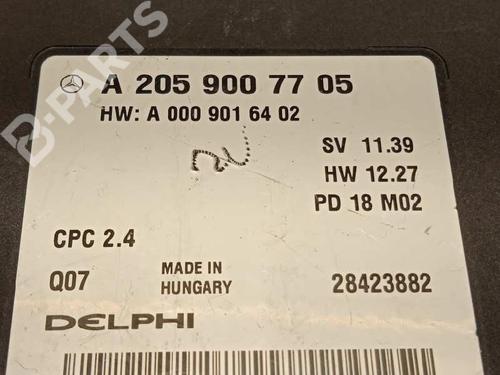 B-PARTS
A 205 900 77 05
HW: A 000 901 64 02
SV 11.39
HW 12.27
PD 18 M02
CPC 2.4
Q07
MADE IN
HUNGARY
28423882
DELPHI